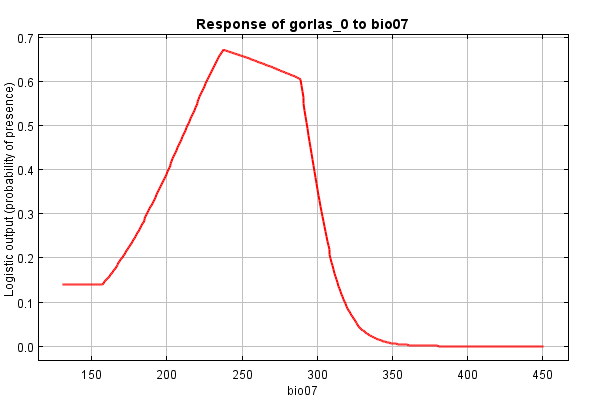 Response of gorlas_0 to bio07
Logistic output (probability of presence)
0.7
0.6
0.5
0.4
0.3
0.2
0.1
0.0
150 200 250 300 350 400 450
bio07